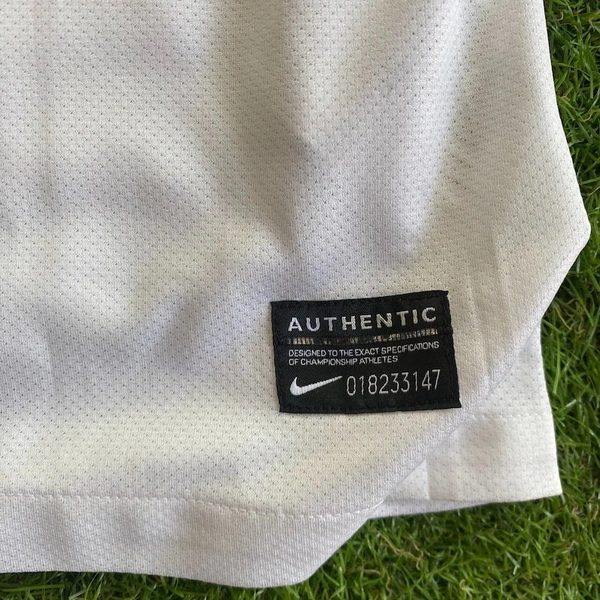 AUTHENTIC
DESIGNED TO THE EXACT SPECIFICATIONS
OF CHAMPIONSHIP ATHLETES
018233147